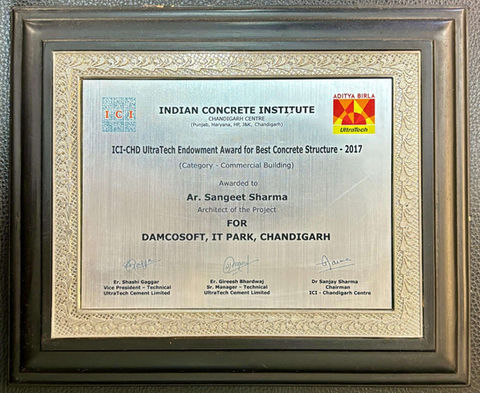 ICI
INDIAN CONCRETE INSTITUTE
CHANDIGARH CENTRE
(Punjab, Haryana, HP, J&K, Chandigarh)
ADITYA BIRLA
UltraTech
ICI-CHD UltraTech Endowment Award for Best Concrete Structure - 2017
(Category - Commercial Building)
Awarded to
Ar. Sangeet Sharma
Architect of the Project
FOR
DAMCOSOFT, IT PARK, CHANDIGARH
Er. Shashi Gaggar
Vice President - Technical
UltraTech Cement Limited
Er. Gireesh Bhardwaj
Sr. Manager - Technical
UltraTech Cement Limited
Dr Sanjay Sharma
Chairman
ICI - Chandigarh Centre